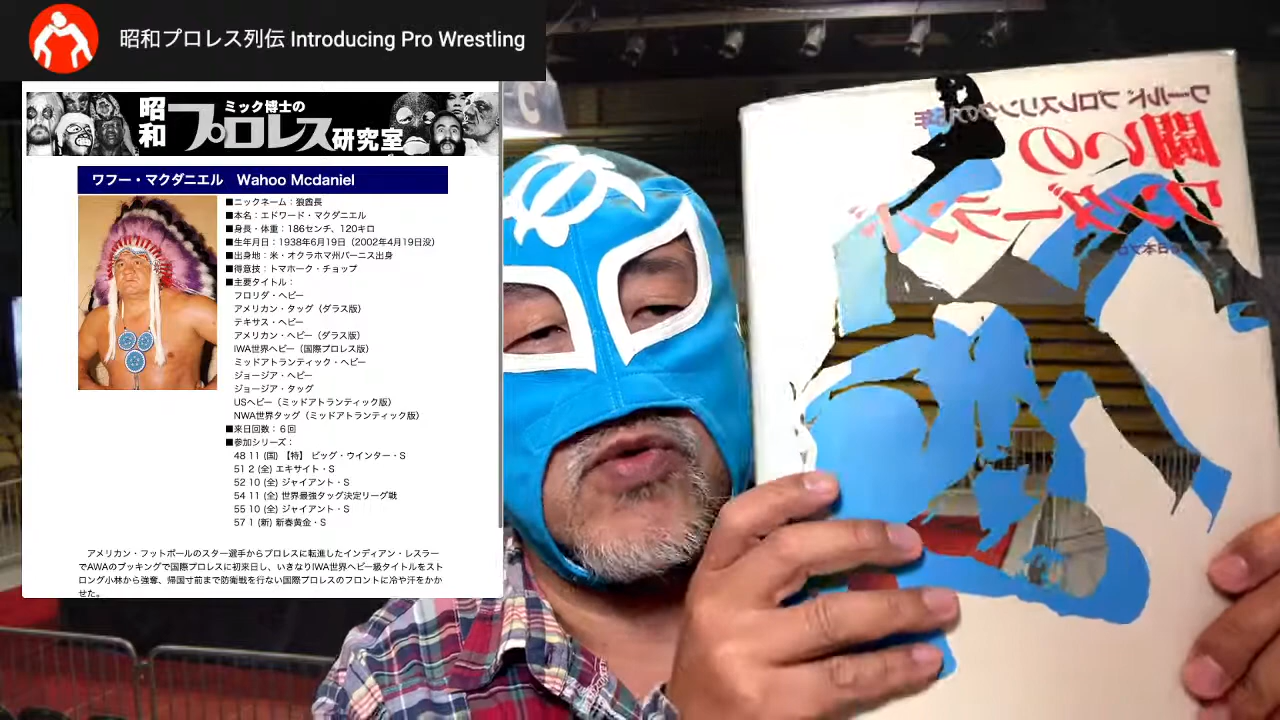 昭和プロレス列伝 Introducing Pro Wrestling
昭和
ミック博士の
プロレス研究室
ワフー・マクダニエル Wahoo Mcdaniel
■ニックネーム：狼酋長
■本名：エドワード・マクダニエル
■身長・体重：186センチ、120キロ
■生年月日：1938年6月19日（2002年4月19日没）
■出身地：米・オクラホマ州バーニス出身
■得意技：トマホーク・チョップ
■主要タイトル：
フロリダ・ヘビー
アメリカン・タッグ（ダラス版）
テキサス・ヘビー
アメリカン・ヘビー（ダラス版）
IWA世界ヘビー（国際プロレス版）
ミッドアトランティック・ヘビー
ジョージア・ヘビー
ジョージア・タッグ
USヘビー（ミッドアトランティック版）
NWA世界タッグ（ミッドアトランティック版）
■来日回数：６回
■参加シリーズ：
48 11 (国) 【特】 ビッグ・ウインター・S
51 2 (全) エキサイト・S
52 10 (全) ジャイアント・S
54 11 (全) 世界最強タッグ決定リーグ戦
55 10 (全) ジャイアント・S
57 1 (新) 新春黄金・S
アメリカン・フットボールのスター選手からプロレスに転進したインディアン・レスラー
でAWAのブッキングで国際プロレスに初来日し、いきなりIWA世界ヘビー級タイトルをスト
ロング小林から強奪、帰国寸前まで防衛戦を行ない国際プロレスのフロントに冷や汗をかか
せた。
C
ワールドプロレスリングの
闘いの
ワンダーランド